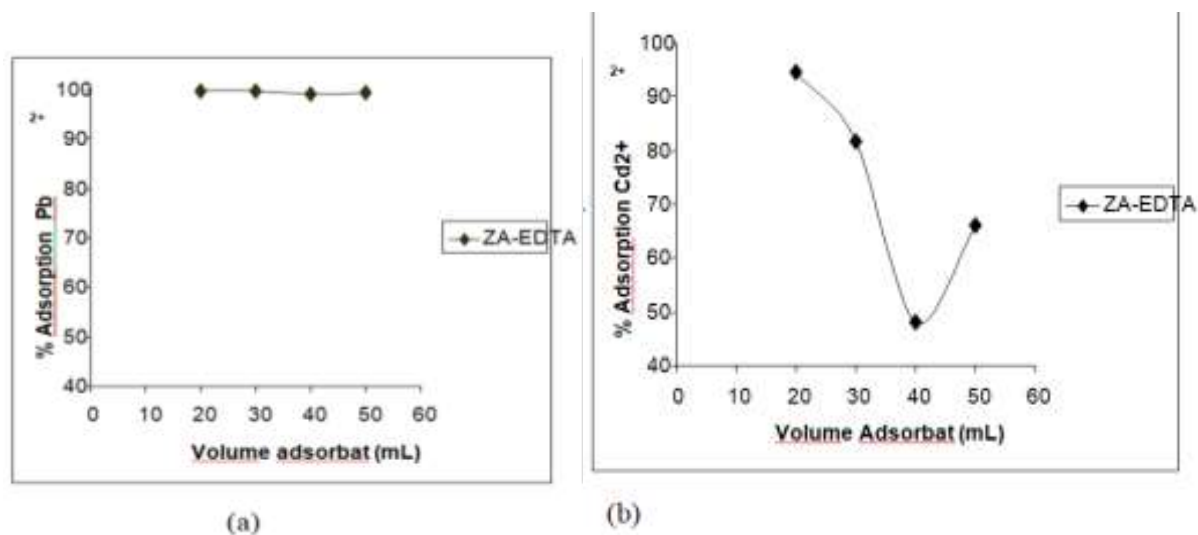 2+
% Adsorption Pb
100
90
80
70
60
50
40
0 10 20 30 40 50 60
Volume adsorbat (mL)
ZA-EDTA
(a)
2+
% Adsorption Cd2+
100
90
80
70
60
50
40
0 10 20 30 40 50 60
Volume Adsorbat (mL)
ZA-EDTA
(b)